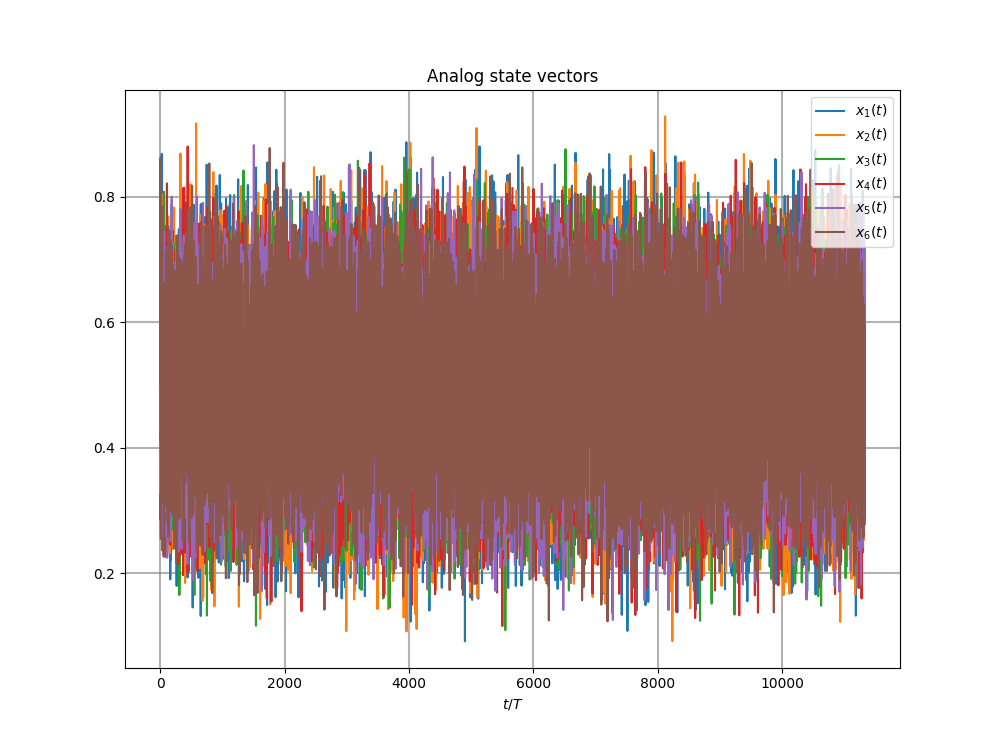 Analog state vectors
x₁(t)
x₂(t)
x₃(t)
x₄(t)
x₅(t)
x₆(t)
0.8
0.6
0.4
0.2
0 2000 4000 6000 8000 10000
t/T